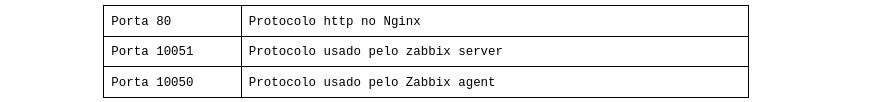 Porta 80 Protocolo http no Nginx
Porta 10051 Protocolo usado pelo zabbix server
Porta 10050 Protocolo usado pelo Zabbix agent